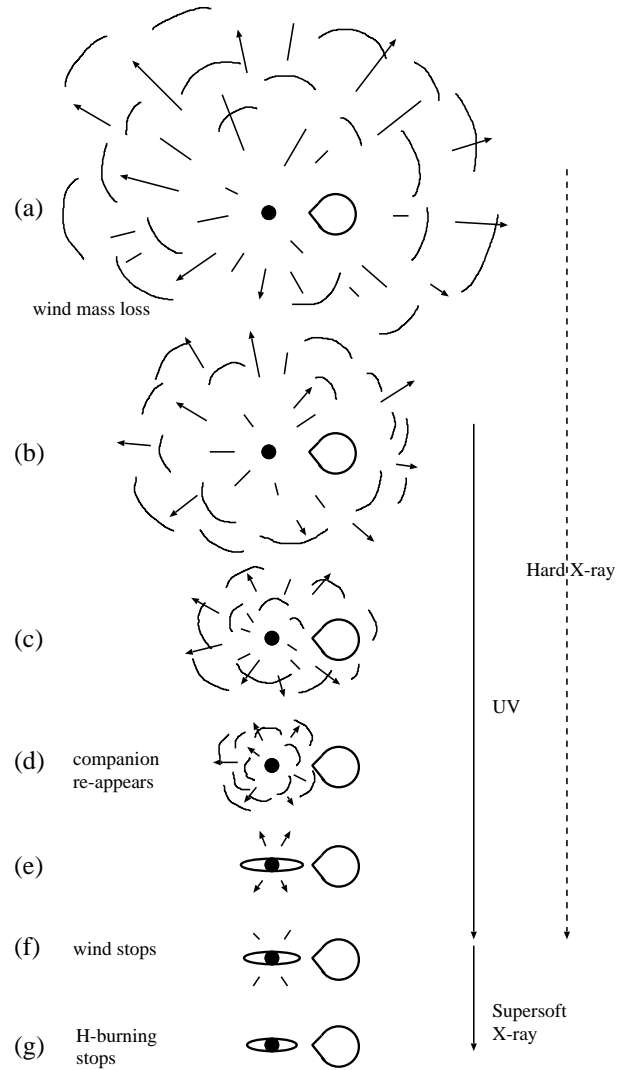 (a)
wind mass loss
(b)
Hard X-ray
(c)
UV
(d)
companion
re-appears
(e)
(f)
wind stops
Supersoft
X-ray
(g)
H-burning
stops